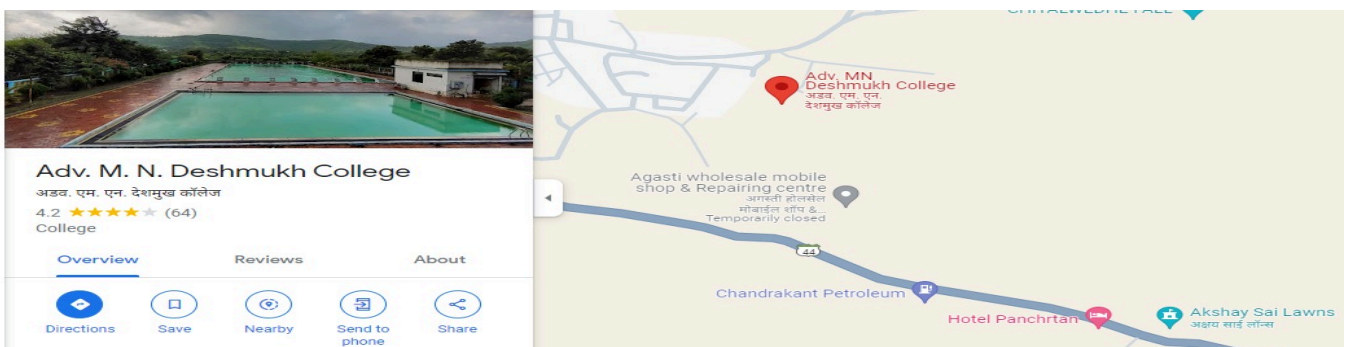 Adv. M. N. Deshmukh College
अडव. एम. एन. देशमुख कॉलेज
4.2 ★★★★★ (64)
College
Overview Reviews About
Directions Save Nearby Send to
phone Share
Adv. MN
Deshmukh College
अडव. एम. एन.
देशमुख कॉलेज
Agasti wholesale mobile
shop & Repairing centre
अगस्ती होलसेल
मोबाईल शॉप &...
Temporarily closed
44
Chandrakant Petroleum
Hotel Panchrtan
Akshay Sai Lawns
अक्षय साई लॉन्स